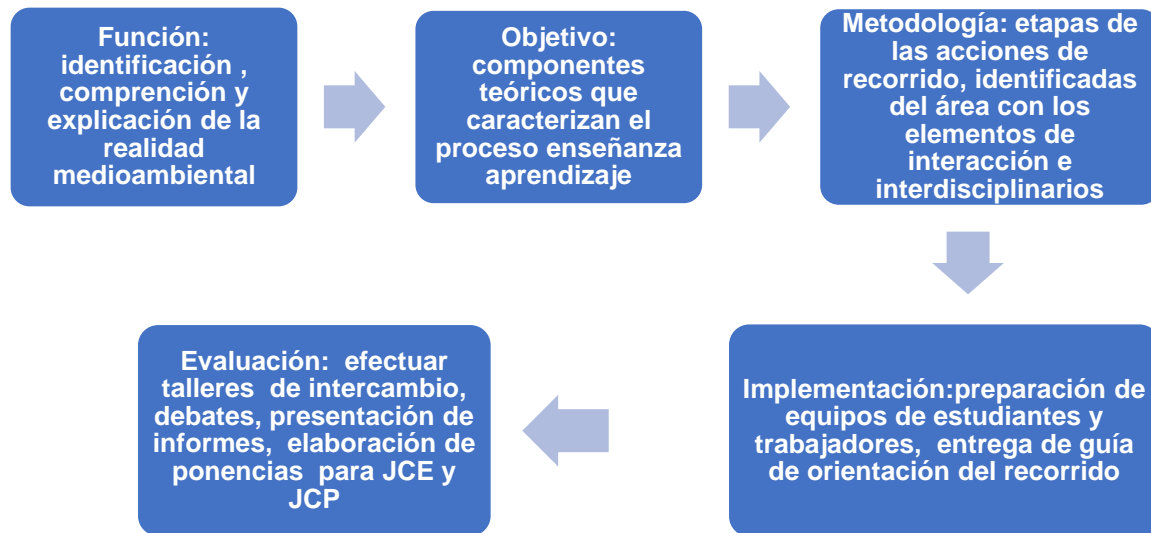 Función:
identificación ,
comprención y
explicación de la
realidad
medioambiental
Objetivo:
componentes
teóricos que
caracterizan el
proceso enseñanza
aprendizaje
Metodología: etapas de
las acciones de
recorrido, identificadas
del área con los
elementos de
interacción e
interdisciplinarios
Implementación:preparación de
equipos de estudiantes y
trabajadores, entrega de guía
de orientación del recorrido
Evaluación: efectuar
talleres de intercambio,
debates, presentación de
informes, elaboración de
ponencias para JCE y
JCP